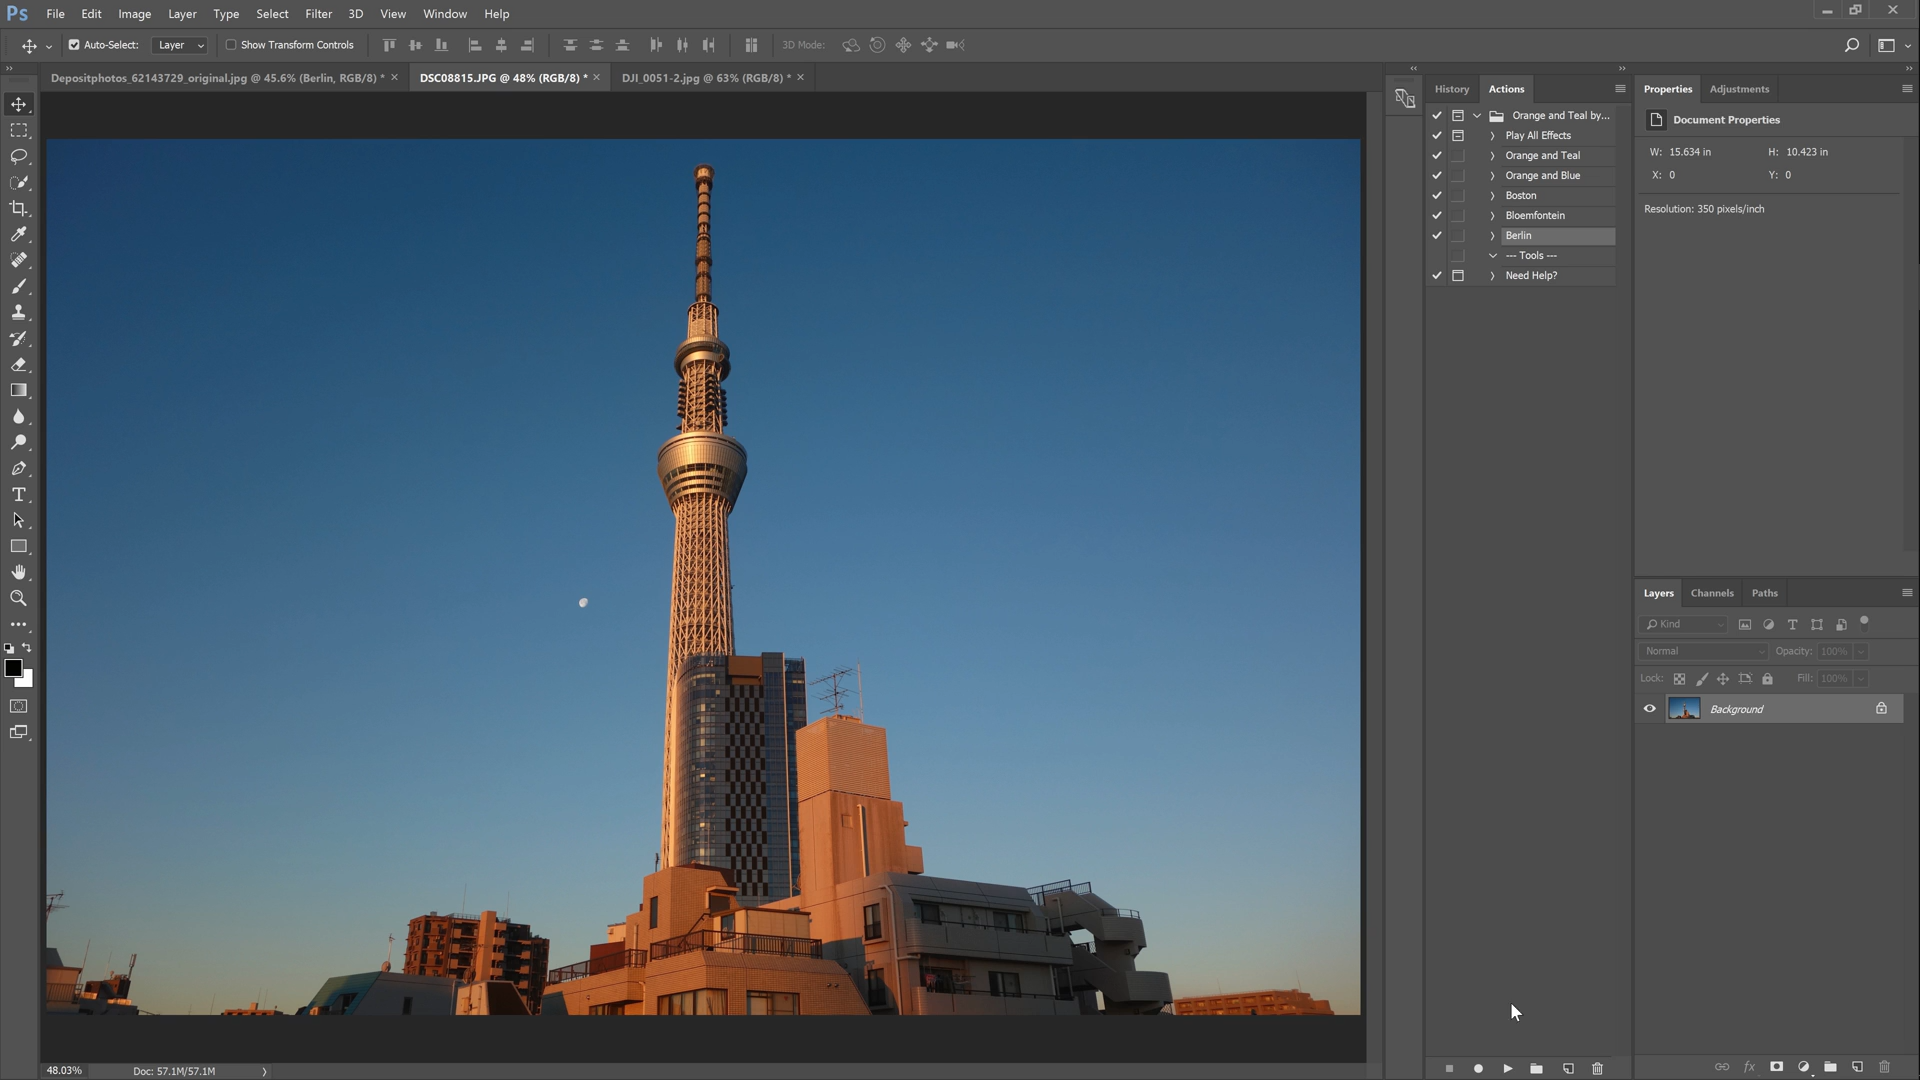 Ps File Edit Image Layer Type Select Filter 3D View Window Help
Auto-Select: Layer Show Transform Controls 3D Mode:
Depositphotos_62143729_original.jpg @ 45.6% (Berlin, RGB/8) * DSC08815.JPG @ 48% (RGB/8) * DJI_0051-2.jpg @ 63% (RGB/8) *
History Actions
Orange and Teal by...
Play All Effects
Orange and Teal
Orange and Blue
Boston
Bloemfontein
Berlin
--- Tools ---
Need Help?
Properties Adjustments
Document Properties
W: 15.634 in H: 10.423 in
X: 0 Y: 0
Resolution: 350 pixels/inch
Layers Channels Paths
Kind
Normal Opacity: 100%
Lock: Fill: 100%
Background
48.03% Doc: 57.1M/57.1M